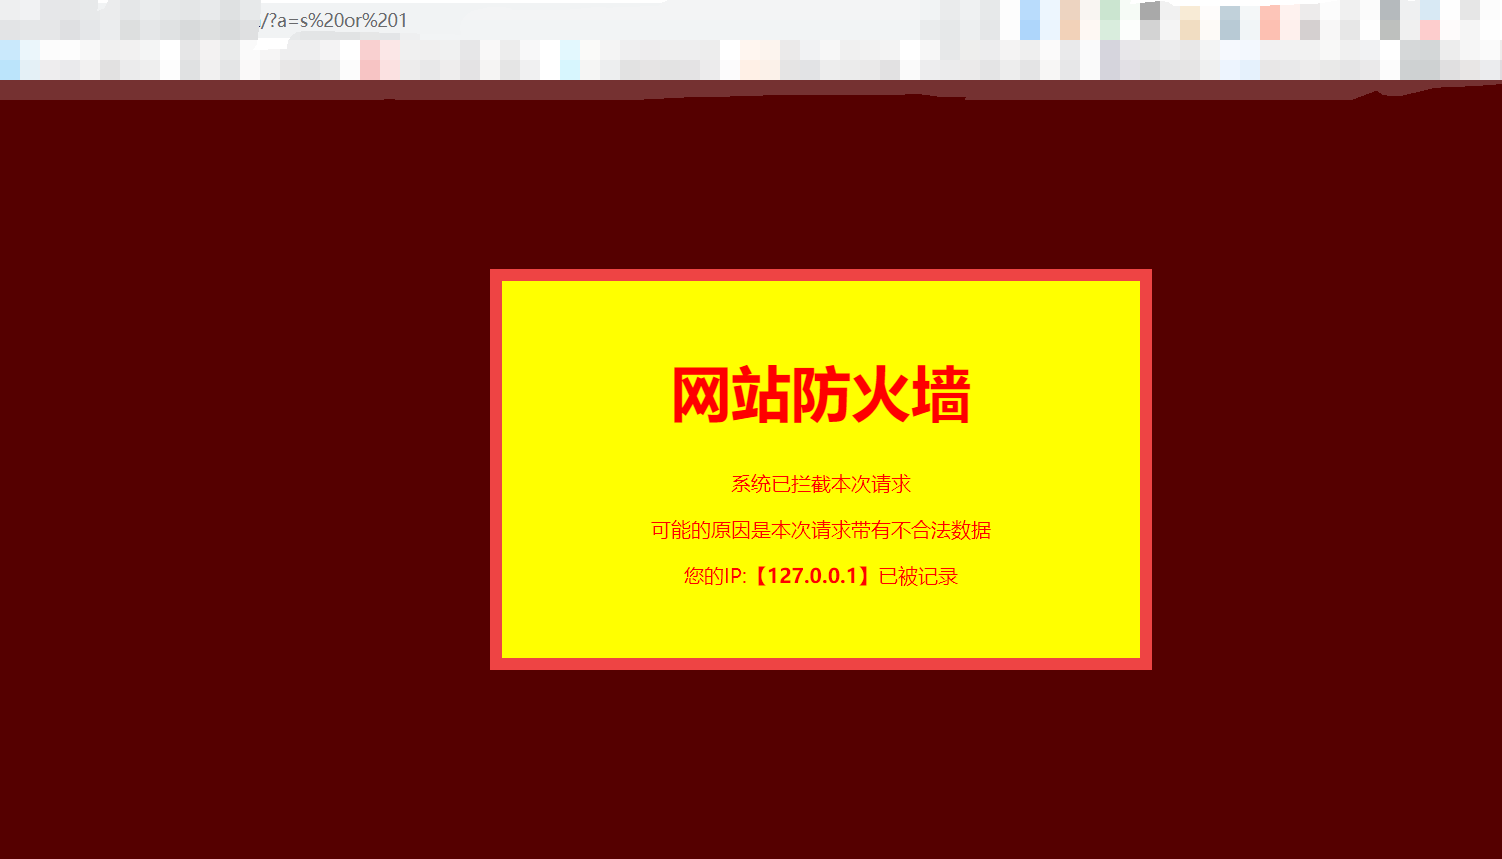 /?a=s%20or%201
网站防火墙
系统已拦截本次请求
可能的原因是本次请求带有不合法数据
您的IP:【127.0.0.1】已被记录